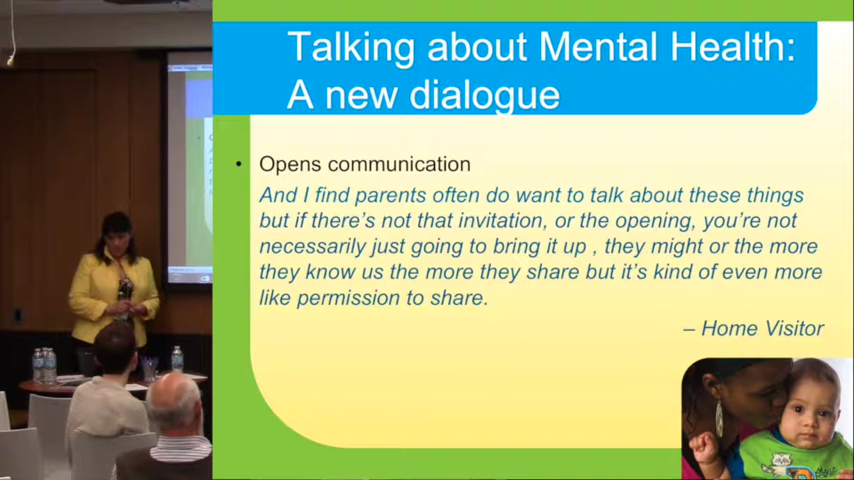 Talking about Mental Health:
A new dialogue
• Opens communication
And I find parents often do want to talk about these things
but if there's not that invitation, or the opening, you're not
necessarily just going to bring it up , they might or the more
they know us the more they share but it's kind of even more
like permission to share.
– Home Visitor